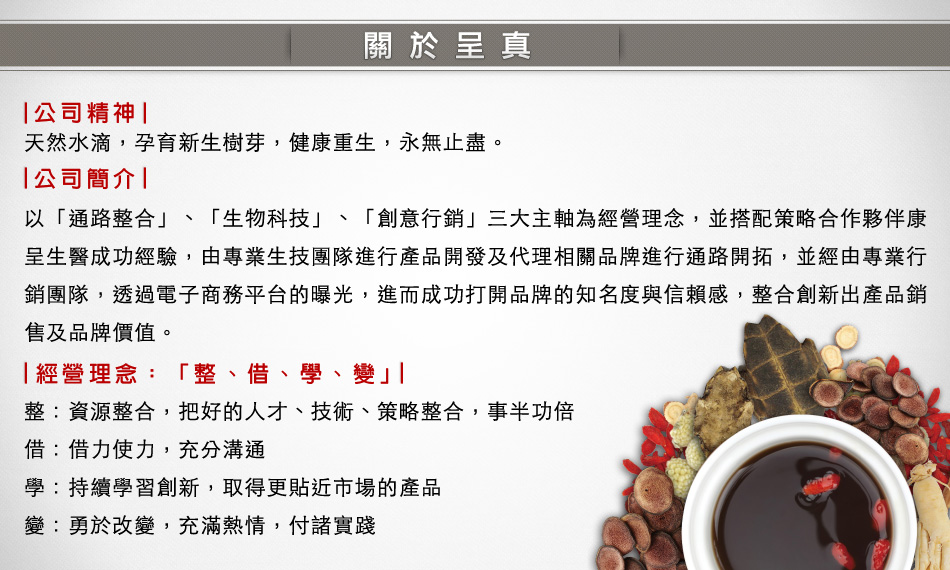 關於呈真
|公司精神|
天然水滴，孕育新生樹芽，健康重生，永無止盡。
|公司簡介|
以「通路整合」、「生物科技」、「創意行銷」三大主軸為經營理念，並搭配策略合作夥伴康
呈生醫成功經驗，由專業生技團隊進行產品開發及代理相關品牌進行通路開拓，並經由專業行
銷團隊，透過電子商務平台的曝光，進而成功打開品牌的知名度與信賴感，整合創新出產品銷
售及品牌價值。
|經營理念：「整、借、學、變」|
整：資源整合，把好的人才、技術、策略整合，事半功倍
借：借力使力，充分溝通
學：持續學習創新，取得更貼近市場的產品
變：勇於改變，充滿熱情，付諸實踐